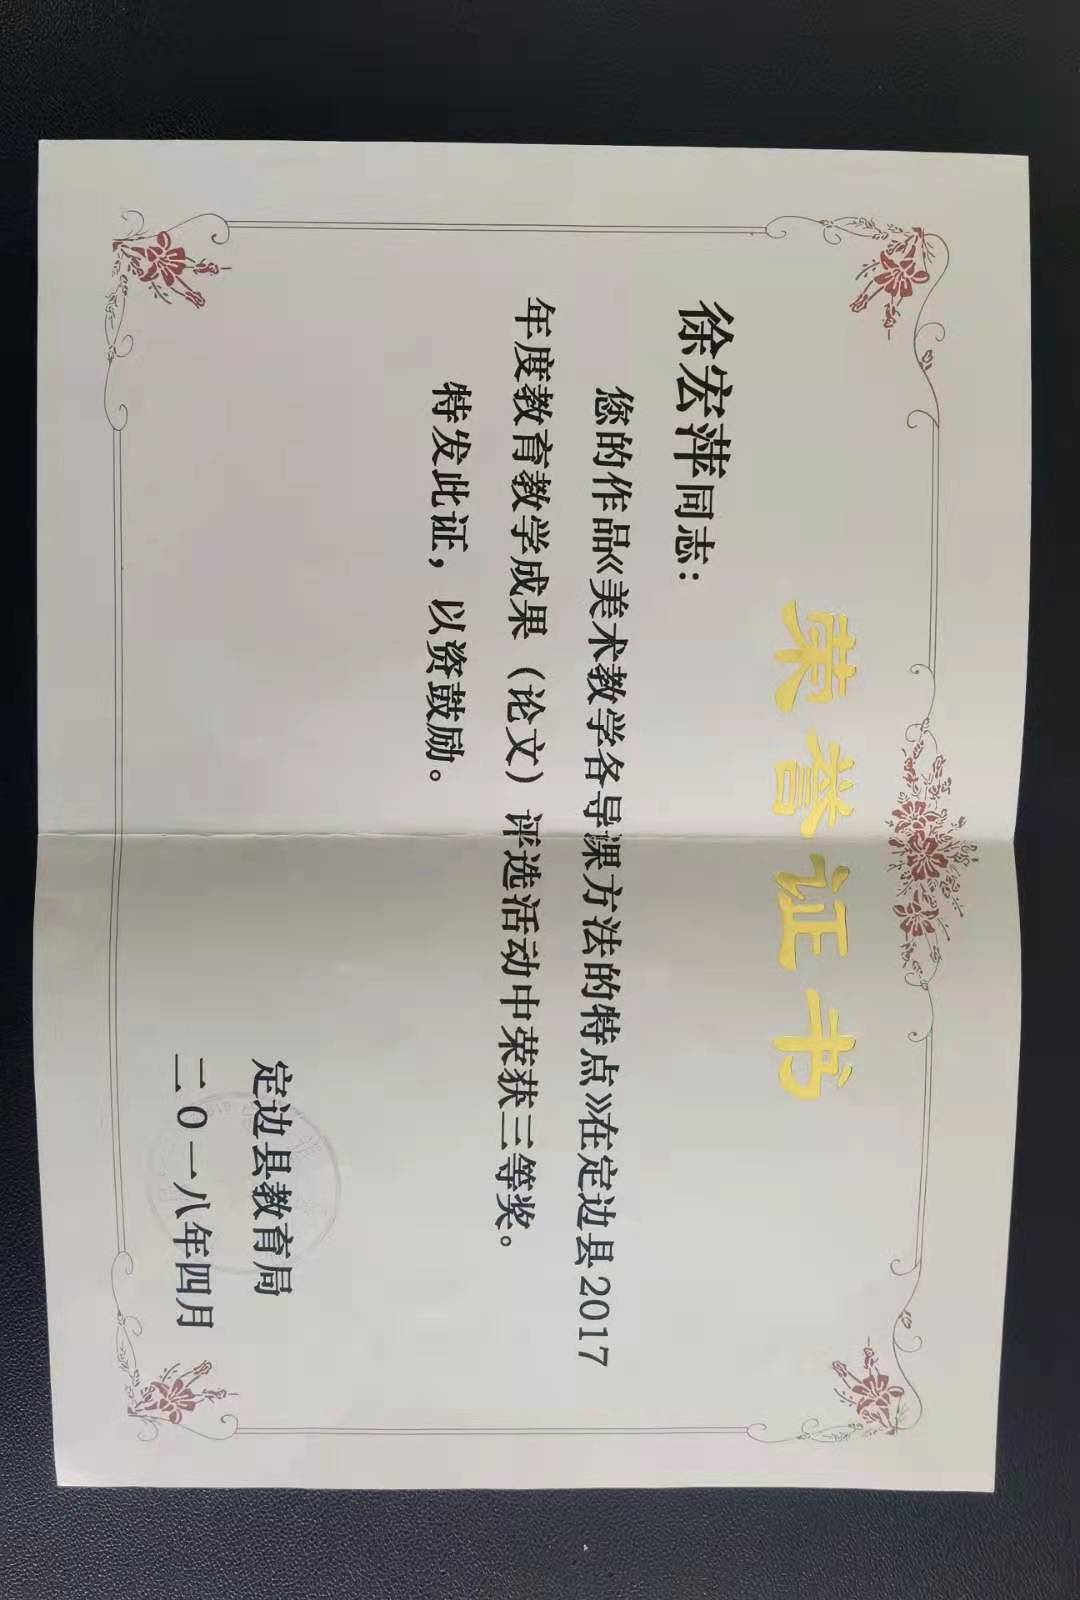 荣誉证书
徐宏萍同志：
您的作品《美术教学各导课方法的特点》在定边县2017
年度教育教学成果（论文）评选活动中荣获三等奖。
特发此证，以资鼓励。
定边县教育局
二0一八年四月